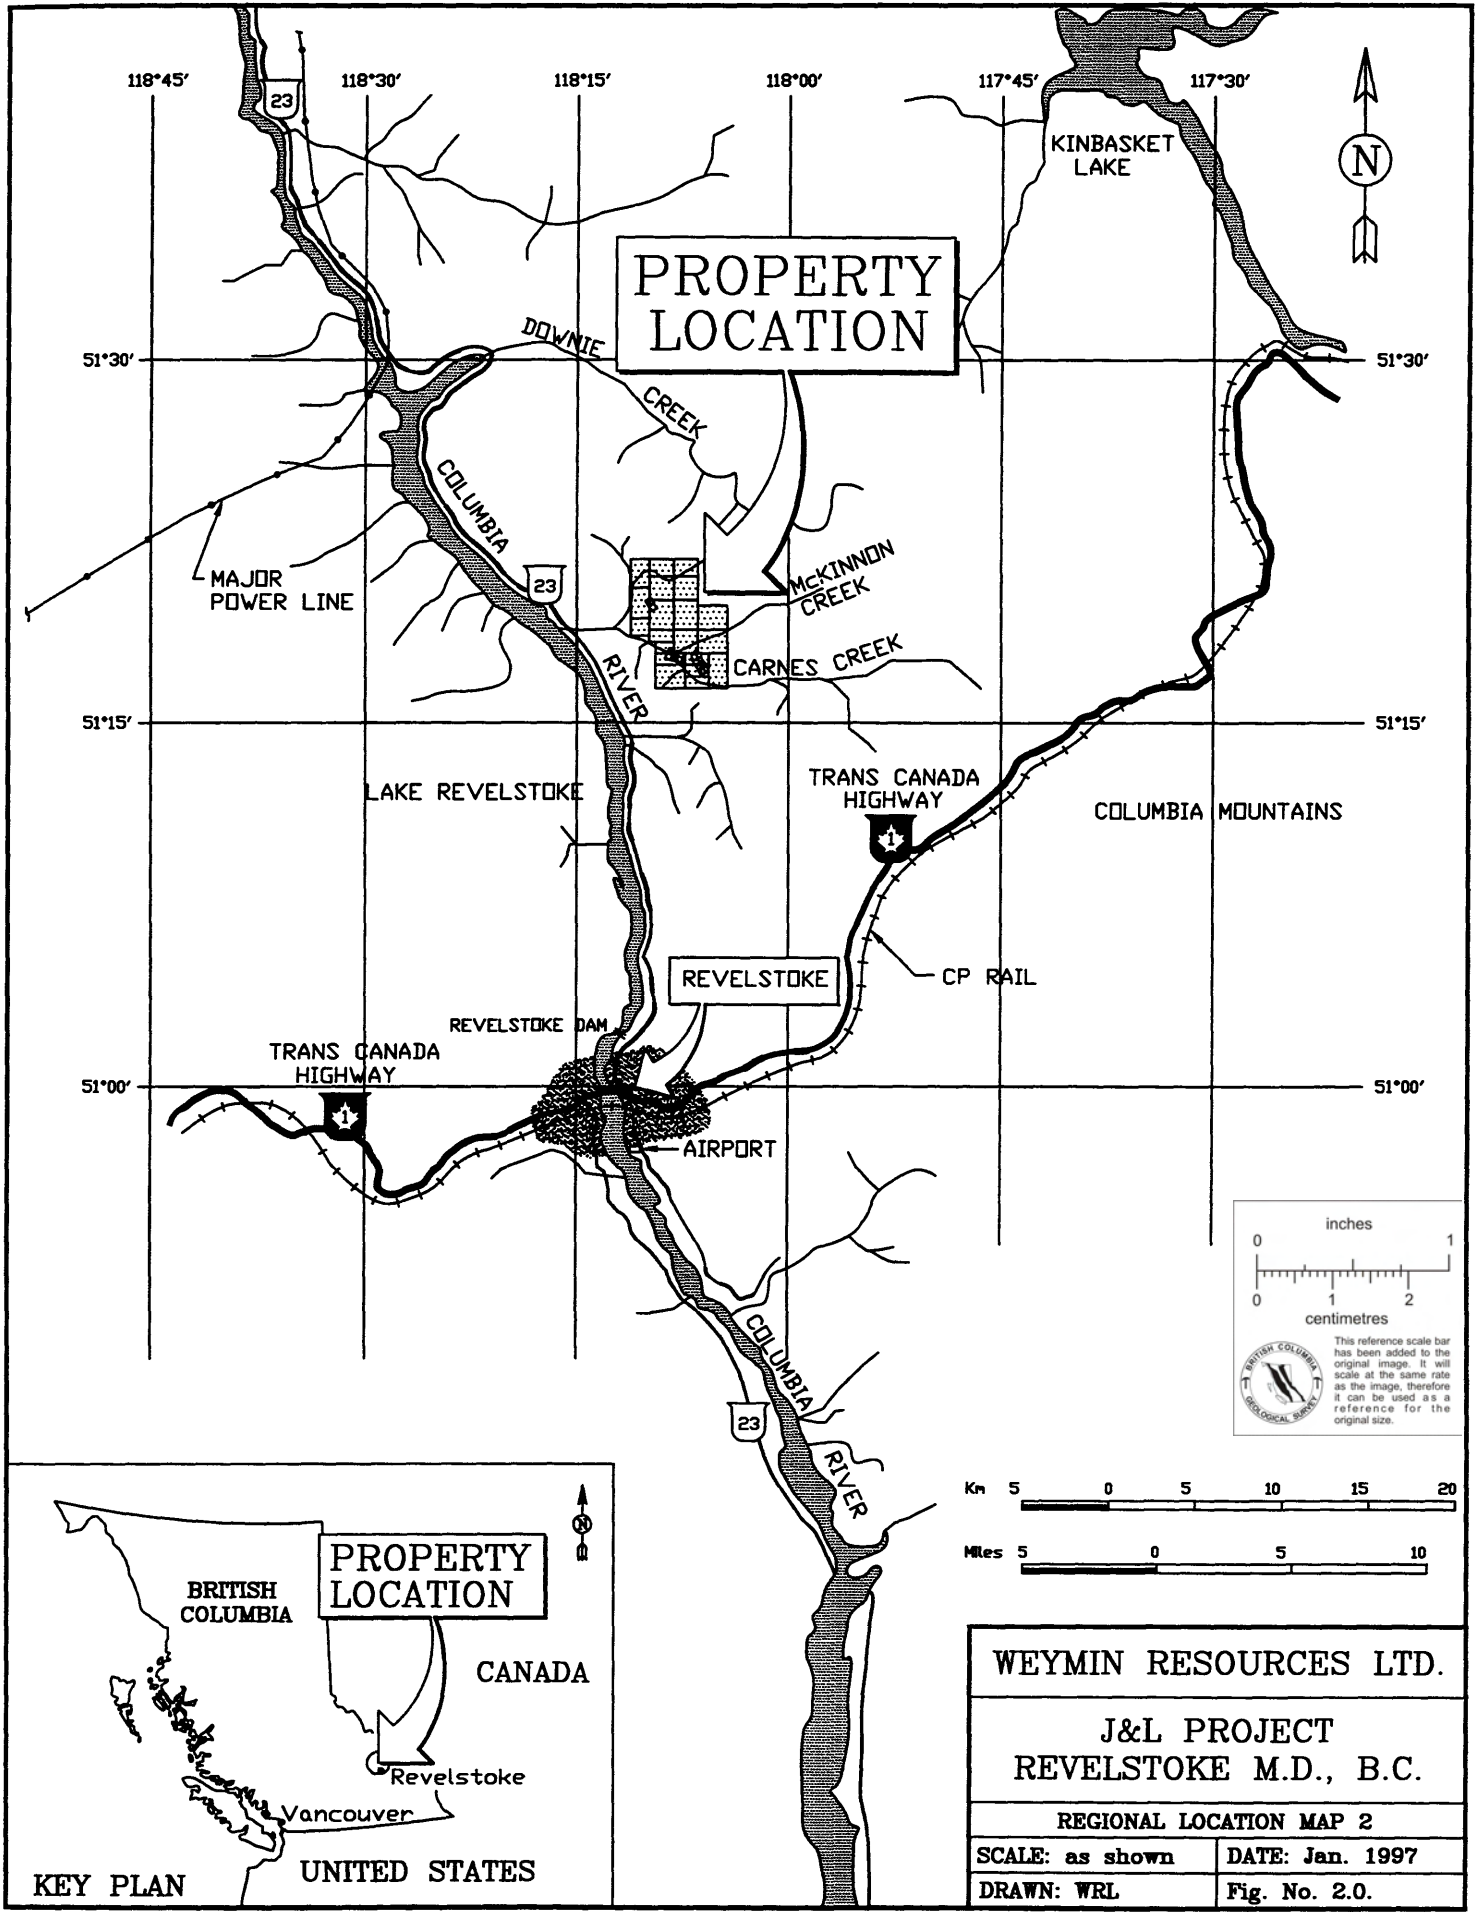 118°45′
118°30′
118°15′
118°00′
117°45′
117°30′
23
KINBASKET
LAKE
N
PROPERTY
LOCATION
DOWNIE
CREEK
51°30′
51°30′
COLUMBIA
RIVER
MAJOR
POWER LINE
23
McKINNON
CREEK
CARNES CREEK
51°15′
51°15′
LAKE REVELSTOKE
TRANS CANADA
HIGHWAY
1
COLUMBIA MOUNTAINS
REVELSTOKE
CP RAIL
REVELSTOKE DAM
TRANS CANADA
HIGHWAY
1
51°00′
51°00′
AIRPORT
COLUMBIA
RIVER
23
inches
0 1
0 1 2
centimetres
This reference scale bar
has been added to the
original image. It will
scale at the same rate
as the image, therefore
it can be used as a
reference for the
original size.
BRITISH COLUMBIA
GEOLOGICAL SURVEY
Km 5 0 5 10 15 20
Miles 5 0 5 10
N
PROPERTY
LOCATION
BRITISH
COLUMBIA
CANADA
Revelstoke
Vancouver
UNITED STATES
KEY PLAN
WEYMIN RESOURCES LTD.
J&L PROJECT
REVELSTOKE M.D., B.C.
REGIONAL LOCATION MAP 2
SCALE: as shown
DATE: Jan. 1997
DRAWN: WRL
Fig. No. 2.0.